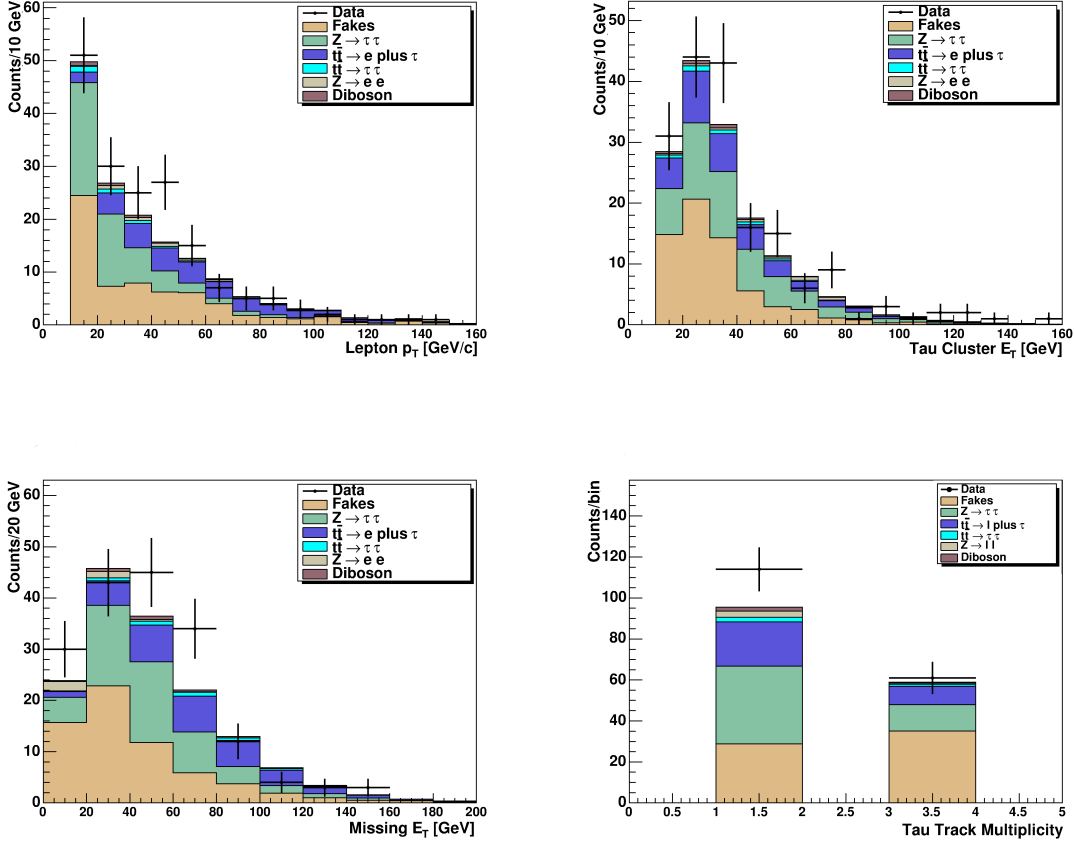 Counts/10 GeV
60
50
40
30
20
10
0
Data
Fakes
Z → τ τ
tt̄ → e plus τ
tt̄ → τ τ
Z → e e
Diboson
0 20 40 60 80 100 120 140 160
Lepton p_T [GeV/c]
Counts/10 GeV
50
40
30
20
10
0
Data
Fakes
Z → τ τ
tt̄ → e plus τ
tt̄ → τ τ
Z → e e
Diboson
0 20 40 60 80 100 120 140 160
Tau Cluster E_T [GeV]
Counts/20 GeV
60
50
40
30
20
10
0
Data
Fakes
Z → τ τ
tt̄ → e plus τ
tt̄ → τ τ
Z → e e
Diboson
0 20 40 60 80 100 120 140 160 180 200
Missing E_T [GeV]
Counts/bin
140
120
100
80
60
40
20
0
Data
Fakes
Z → τ τ
tt̄ → l plus τ
tt̄ → τ τ
Z → l l
Diboson
0 0.5 1 1.5 2 2.5 3 3.5 4 4.5 5
Tau Track Multiplicity